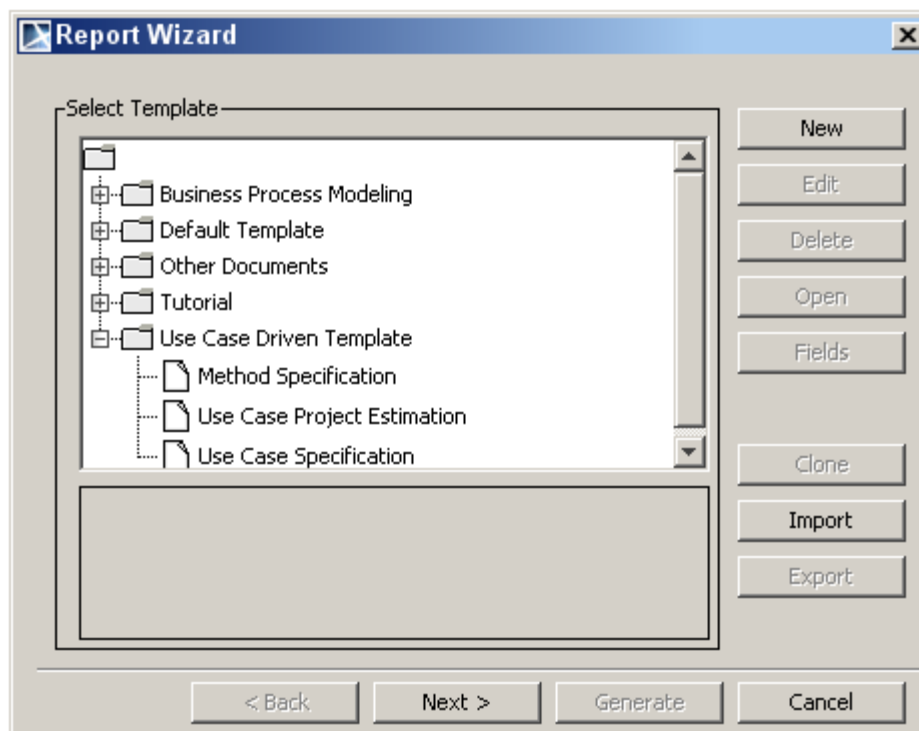 Report Wizard
Select Template
New
Business Process Modeling
Edit
Default Template
Delete
Other Documents
Open
Tutorial
Use Case Driven Template
Fields
Method Specification
Use Case Project Estimation
Use Case Specification
Clone
Import
Export
< Back
Next >
Generate
Cancel